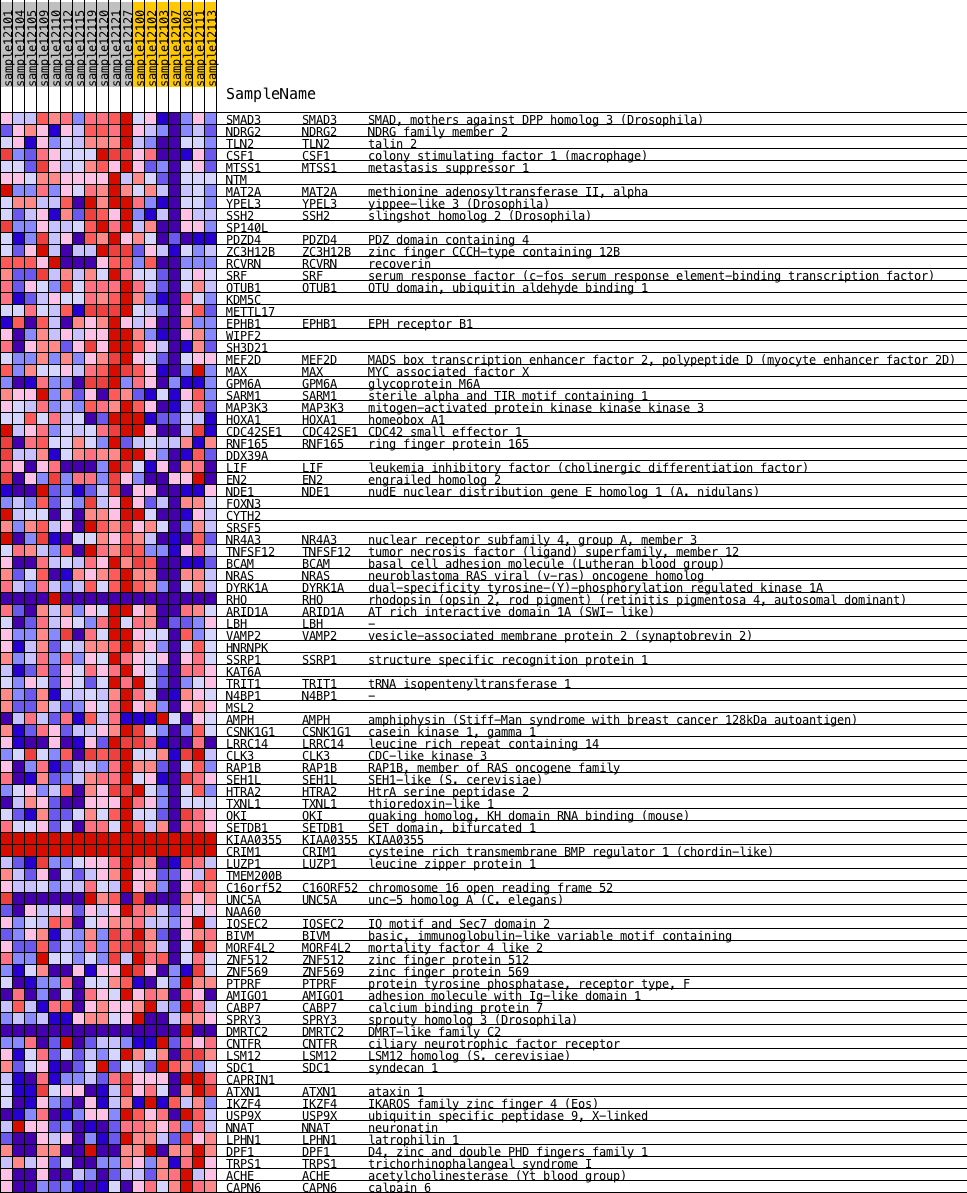 sample12101
sample12104
sample12105
sample12109
sample12110
sample12112
sample12115
sample12119
sample12120
sample12121
sample12127
sample12100
sample12102
sample12103
sample12107
sample12108
sample12111
sample12113
SampleName
SMAD3 SMAD3 SMAD, mothers against DPP homolog 3 (Drosophila)
NDRG2 NDRG2 NDRG family member 2
TLN2 TLN2 talin 2
CSF1 CSF1 colony stimulating factor 1 (macrophage)
MTSS1 MTSS1 metastasis suppressor 1
NTM
MAT2A MAT2A methionine adenosyltransferase II, alpha
YPEL3 YPEL3 yippee-like 3 (Drosophila)
SSH2 SSH2 slingshot homolog 2 (Drosophila)
SP140L
PDZD4 PDZD4 PDZ domain containing 4
ZC3H12B ZC3H12B zinc finger CCCH-type containing 12B
RCVRN RCVRN recoverin
SRF SRF serum response factor (c-fos serum response element-binding transcription factor)
OTUB1 OTUB1 OTU domain, ubiquitin aldehyde binding 1
KDM5C
METTL17
EPHB1 EPHB1 EPH receptor B1
WIPF2
SH3D21
MEF2D MEF2D MADS box transcription enhancer factor 2, polypeptide D (myocyte enhancer factor 2D)
MAX MAX MYC associated factor X
GPM6A GPM6A glycoprotein M6A
SARM1 SARM1 sterile alpha and TIR motif containing 1
MAP3K3 MAP3K3 mitogen-activated protein kinase kinase kinase 3
HOXA1 HOXA1 homeobox A1
CDC42SE1 CDC42SE1 CDC42 small effector 1
RNF165 RNF165 ring finger protein 165
DDX39A
LIF LIF leukemia inhibitory factor (cholinergic differentiation factor)
EN2 EN2 engrailed homolog 2
NDE1 NDE1 nudE nuclear distribution gene E homolog 1 (A. nidulans)
FOXN3
CYTH2
SRSF5
NR4A3 NR4A3 nuclear receptor subfamily 4, group A, member 3
TNFSF12 TNFSF12 tumor necrosis factor (ligand) superfamily, member 12
BCAM BCAM basal cell adhesion molecule (Lutheran blood group)
NRAS NRAS neuroblastoma RAS viral (v-ras) oncogene homolog
DYRK1A DYRK1A dual-specificity tyrosine-(Y)-phosphorylation regulated kinase 1A
RHO RHO rhodopsin (opsin 2, rod pigment) (retinitis pigmentosa 4, autosomal dominant)
ARID1A ARID1A AT rich interactive domain 1A (SWI- like)
LBH LBH -
VAMP2 VAMP2 vesicle-associated membrane protein 2 (synaptobrevin 2)
HNRNPK
SSRP1 SSRP1 structure specific recognition protein 1
KAT6A
TRIT1 TRIT1 tRNA isopentenyltransferase 1
N4BP1 N4BP1 -
MSL2
AMPH AMPH amphiphysin (Stiff-Man syndrome with breast cancer 128kDa autoantigen)
CSNK1G1 CSNK1G1 casein kinase 1, gamma 1
LRRC14 LRRC14 leucine rich repeat containing 14
CLK3 CLK3 CDC-like kinase 3
RAP1B RAP1B RAP1B, member of RAS oncogene family
SEH1L SEH1L SEH1-like (S. cerevisiae)
HTRA2 HTRA2 HtrA serine peptidase 2
TXNL1 TXNL1 thioredoxin-like 1
QKI QKI quaking homolog, KH domain RNA binding (mouse)
SETDB1 SETDB1 SET domain, bifurcated 1
KIAA0355 KIAA0355 KIAA0355
CRIM1 CRIM1 cysteine rich transmembrane BMP regulator 1 (chordin-like)
LUZP1 LUZP1 leucine zipper protein 1
TMEM200B
C16orf52 C16ORF52 chromosome 16 open reading frame 52
UNC5A UNC5A unc-5 homolog A (C. elegans)
NAA60
IQSEC2 IQSEC2 IQ motif and Sec7 domain 2
BIVM BIVM basic, immunoglobulin-like variable motif containing
MORF4L2 MORF4L2 mortality factor 4 like 2
ZNF512 ZNF512 zinc finger protein 512
ZNF569 ZNF569 zinc finger protein 569
PTPRF PTPRF protein tyrosine phosphatase, receptor type, F
AMIGO1 AMIGO1 adhesion molecule with Ig-like domain 1
CABP7 CABP7 calcium binding protein 7
SPRY3 SPRY3 sprouty homolog 3 (Drosophila)
DMRTC2 DMRTC2 DMRT-like family C2
CNTFR CNTFR ciliary neurotrophic factor receptor
LSM12 LSM12 LSM12 homolog (S. cerevisiae)
SDC1 SDC1 syndecan 1
CAPRIN1
ATXN1 ATXN1 ataxin 1
IKZF4 IKZF4 IKAROS family zinc finger 4 (Eos)
USP9X USP9X ubiquitin specific peptidase 9, X-linked
NNAT NNAT neuronatin
LPHN1 LPHN1 latrophilin 1
DPF1 DPF1 D4, zinc and double PHD fingers family 1
TRPS1 TRPS1 trichorhinophalangeal syndrome I
ACHE ACHE acetylcholinesterase (Yt blood group)
CAPN6 CAPN6 calpain 6